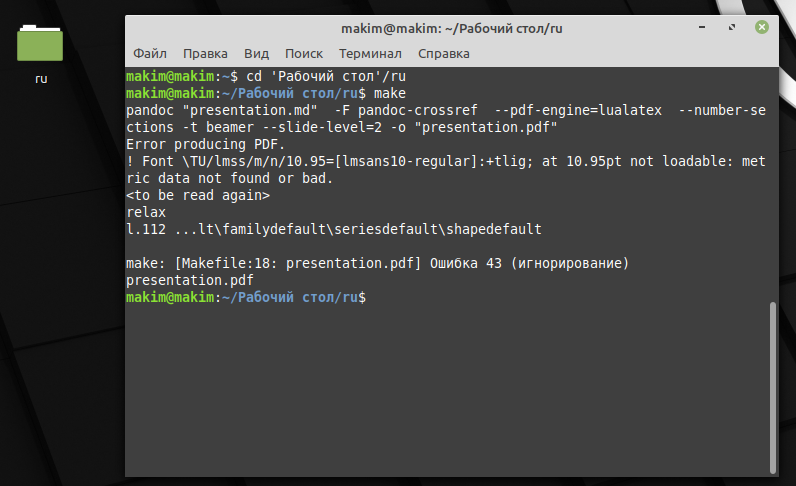 ru
makim@makim: ~/Рабочий стол/ru
Файл Правка Вид Поиск Терминал Справка
makim@makim:~$ cd 'Рабочий стол'/ru
makim@makim:~/Рабочий стол/ru$ make
pandoc "presentation.md"  -F pandoc-crossref  --pdf-engine=lualatex  --number-se
ctions -t beamer --slide-level=2 -o "presentation.pdf"
Error producing PDF.
! Font \TU/lmss/m/n/10.95=[lmsans10-regular]:+tlig; at 10.95pt not loadable: met
ric data not found or bad.
<to be read again>
relax
l.112 ...lt\familydefault\seriesdefault\shapedefault
make: [Makefile:18: presentation.pdf] Ошибка 43 (игнорирование)
presentation.pdf
makim@makim:~/Рабочий стол/ru$